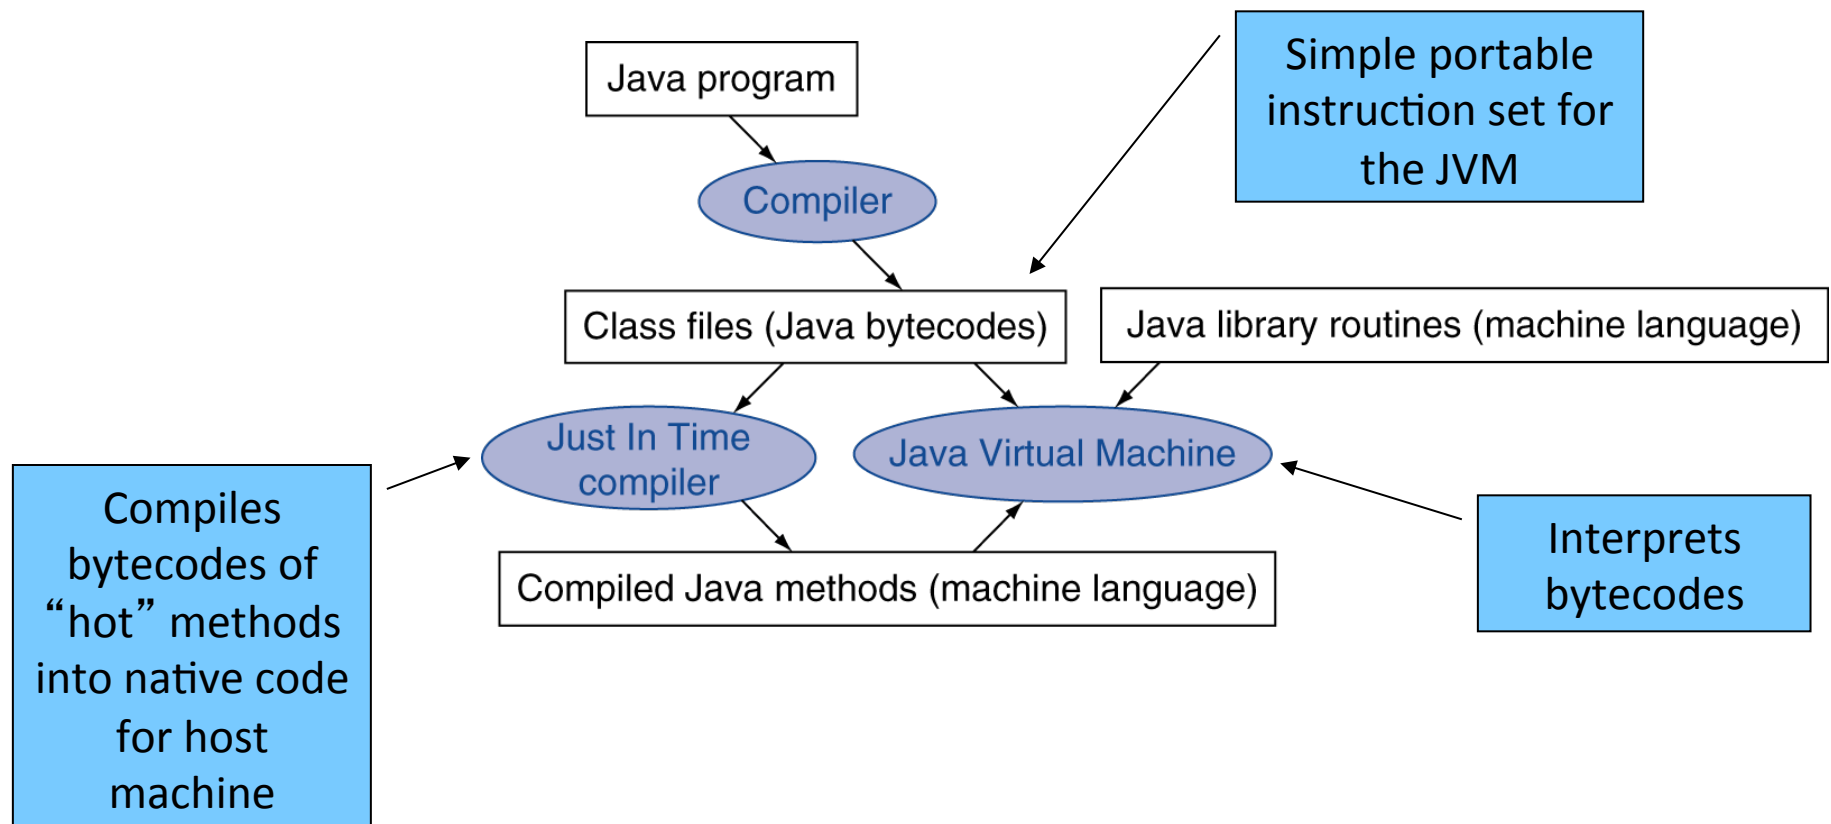 Java program
Simple portable
instruction set for
the JVM
Compiler
Class files (Java bytecodes)
Java library routines (machine language)
Just In Time
compiler
Java Virtual Machine
Compiles
bytecodes of
“hot” methods
into native code
for host
machine
Interprets
bytecodes
Compiled Java methods (machine language)